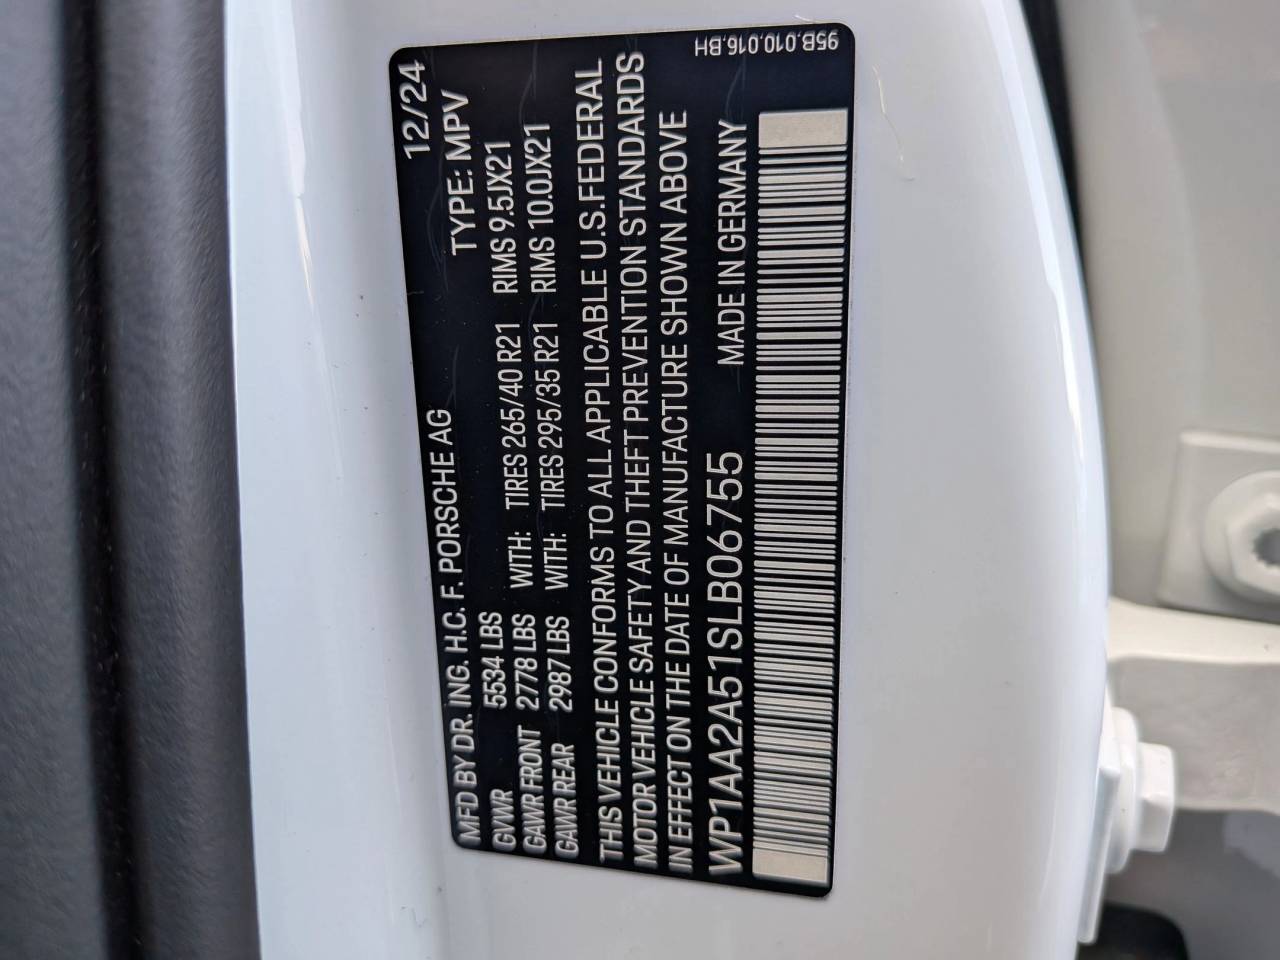 12/24
MFD BY DR. ING. H.C. F. PORSCHE AG TYPE: MPV
GVWR 5534 LBS
GAWR FRONT 2778 LBS WITH: TIRES 265/40 R21 RIMS 9.5JX21
GAWR REAR 2987 LBS WITH: TIRES 295/35 R21 RIMS 10.0JX21
THIS VEHICLE CONFORMS TO ALL APPLICABLE U.S.FEDERAL
MOTOR VEHICLE SAFETY AND THEFT PREVENTION STANDARDS
IN EFFECT ON THE DATE OF MANUFACTURE SHOWN ABOVE
WP1AA2A51SLB06755 MADE IN GERMANY
95B.010.016.BH